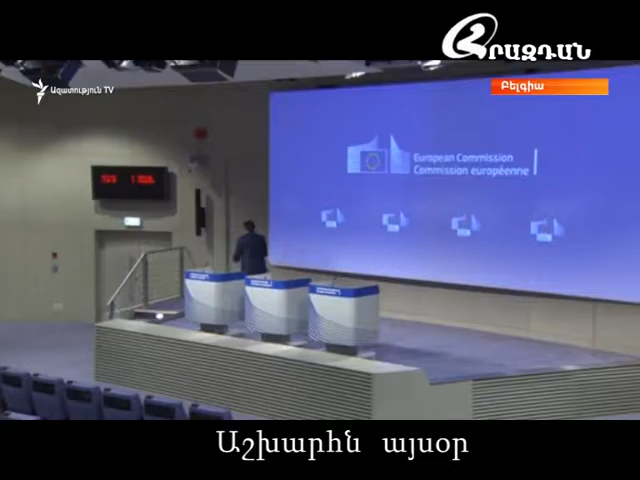 Հրազդան
Ազատություն TV
Բելգիա
European Commission
Commission européenne
Աշխարհն այսօր